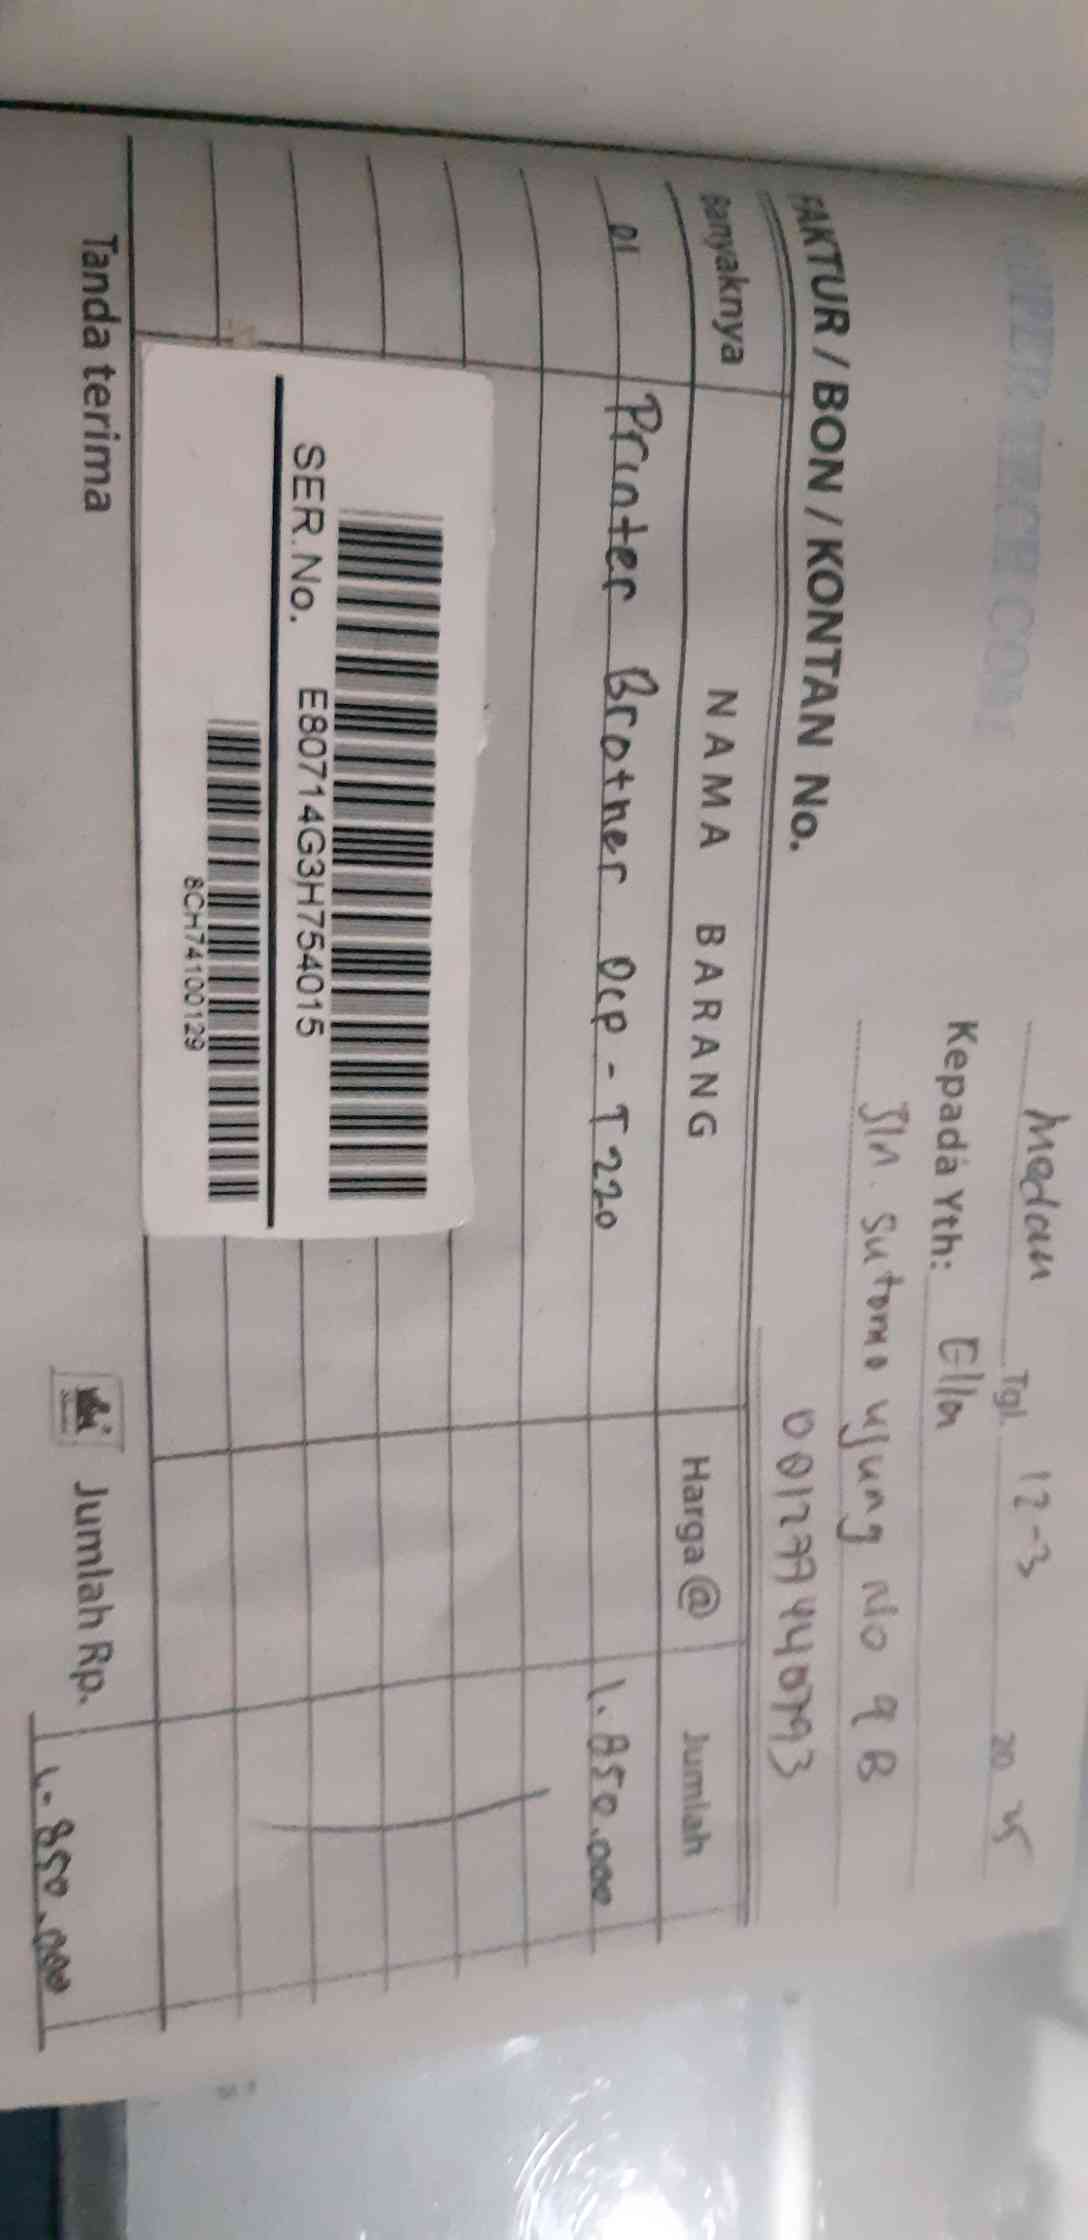 Medan Tgl. 12-3 20 25
Kepada Yth: Ella
Jln. Sutomo ujung No 9 B
FAKTUR / BON / KONTAN No.
Banyaknya NAMA BARANG Harga @ Jumlah
01 Printer Brother Dcp - T220 1.850.000
SER.No. E80714G3H754015
8CH74100129
Tanda terima Jumlah Rp. 1.850.000